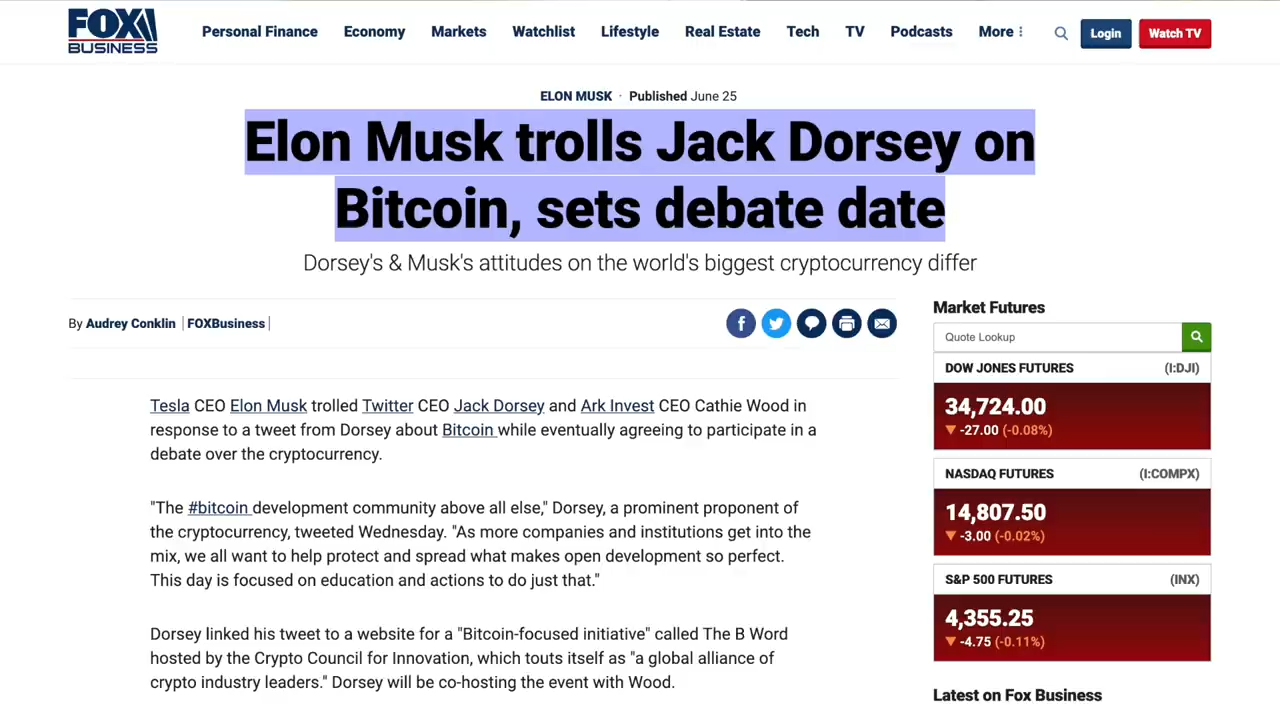 FOX
BUSINESS
Personal Finance Economy Markets Watchlist Lifestyle Real Estate Tech TV Podcasts More Login Watch TV
ELON MUSK · Published June 25
Elon Musk trolls Jack Dorsey on
Bitcoin, sets debate date
Dorsey's & Musk's attitudes on the world's biggest cryptocurrency differ
By Audrey Conklin | FOXBusiness |
Tesla CEO Elon Musk trolled Twitter CEO Jack Dorsey and Ark Invest CEO Cathie Wood in
response to a tweet from Dorsey about Bitcoin while eventually agreeing to participate in a
debate over the cryptocurrency.
"The #bitcoin development community above all else," Dorsey, a prominent proponent of
the cryptocurrency, tweeted Wednesday. "As more companies and institutions get into the
mix, we all want to help protect and spread what makes open development so perfect.
This day is focused on education and actions to do just that."
Dorsey linked his tweet to a website for a "Bitcoin-focused initiative" called The B Word
hosted by the Crypto Council for Innovation, which touts itself as "a global alliance of
crypto industry leaders." Dorsey will be co-hosting the event with Wood.
Market Futures
Quote Lookup
DOW JONES FUTURES (I:DJI)
34,724.00
▼ -27.00 (-0.08%)
NASDAQ FUTURES (I:COMPX)
14,807.50
▼ -3.00 (-0.02%)
S&P 500 FUTURES (INX)
4,355.25
▼ -4.75 (-0.11%)
Latest on Fox Business